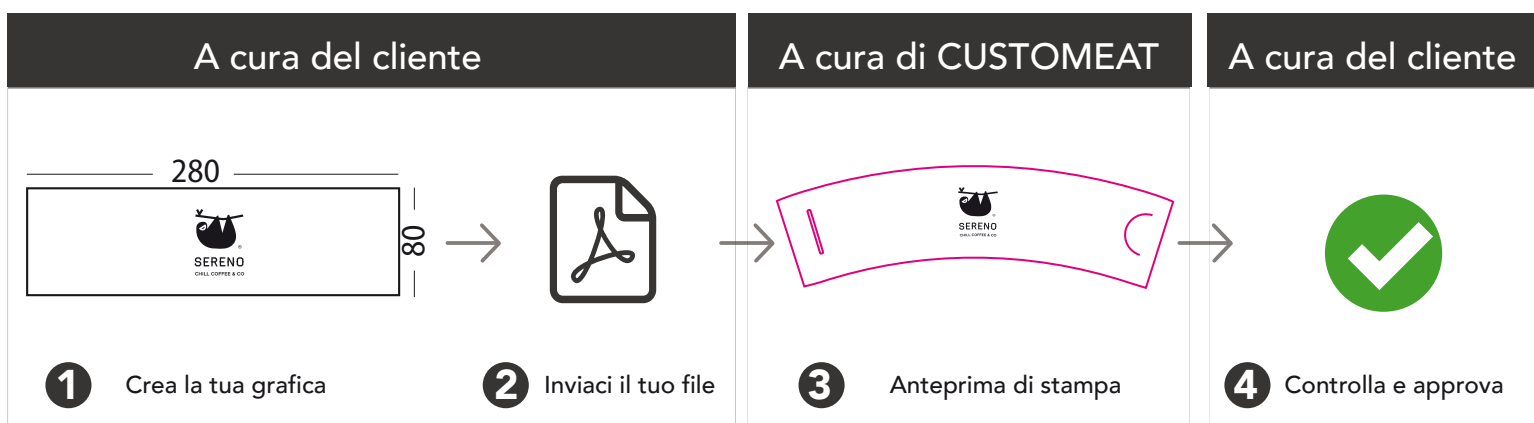 A cura del cliente
A cura di CUSTOMEAT
A cura del cliente
280
80
SERENO
CHILL COFFEE & CO
SERENO
CHILL COFFEE & CO
1 Crea la tua grafica
2 Inviaci il tuo file
3 Anteprima di stampa
4 Controlla e approva